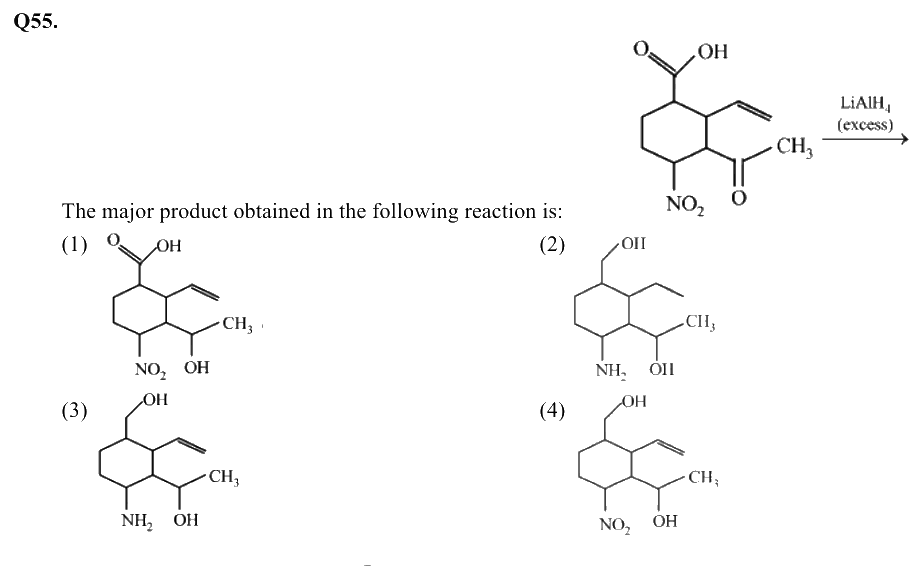 Q55.
O
OH
LiAlH4
(excess)
CH3
NO2
O
The major product obtained in the following reaction is:
(1)
O
OH
CH3
NO2
OH
(2)
OH
CH3
NH2
OH
(3)
OH
CH3
NH2
OH
(4)
OH
CH3
NO2
OH